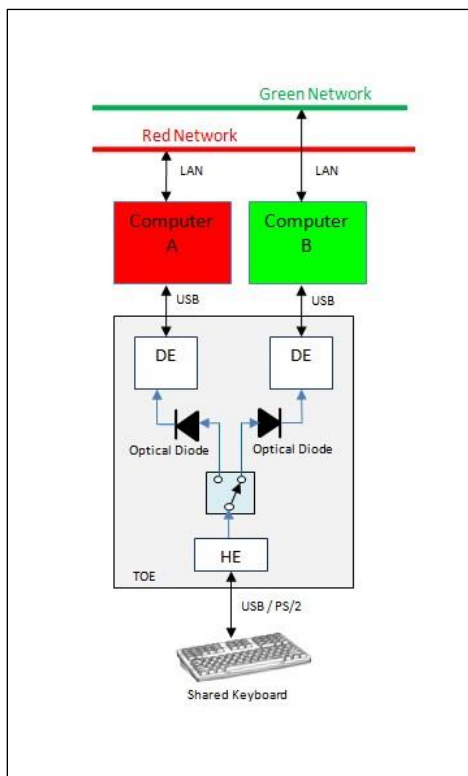 Green Network
Red Network
LAN
LAN
Computer
A
Computer
B
USB
USB
DE
DE
Optical Diode
Optical Diode
HE
TOE
USB / PS/2
Shared Keyboard